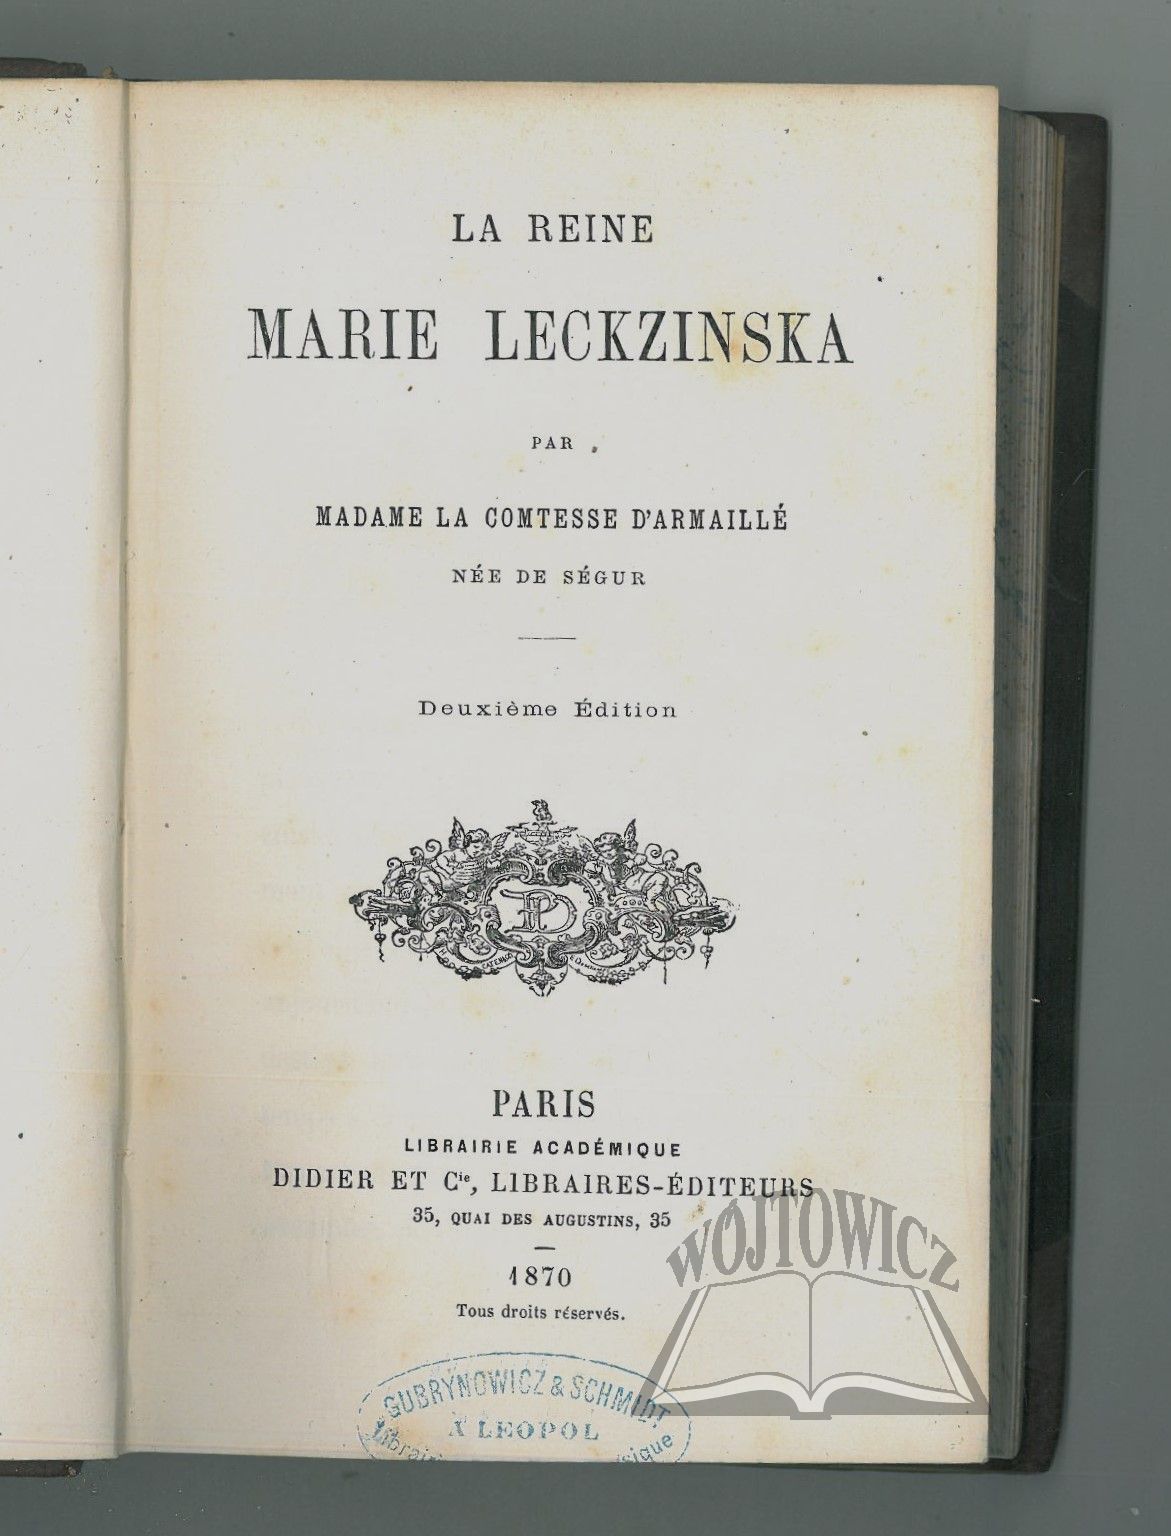 LA REINE
MARIE LECKZINSKA
PAR
MADAME LA COMTESSE D'ARMAILLÉ
NÉE DE SÉGUR
Deuxième Édition
PARIS
LIBRAIRIE ACADÉMIQUE
DIDIER ET Cie, LIBRAIRES-ÉDITEURS
35, QUAI DES AUGUSTINS, 35
1870
Tous droits réservés.
WÓJTOWICZ
GUBRYNOWICZ & SCHMIDT
À LEOPOL